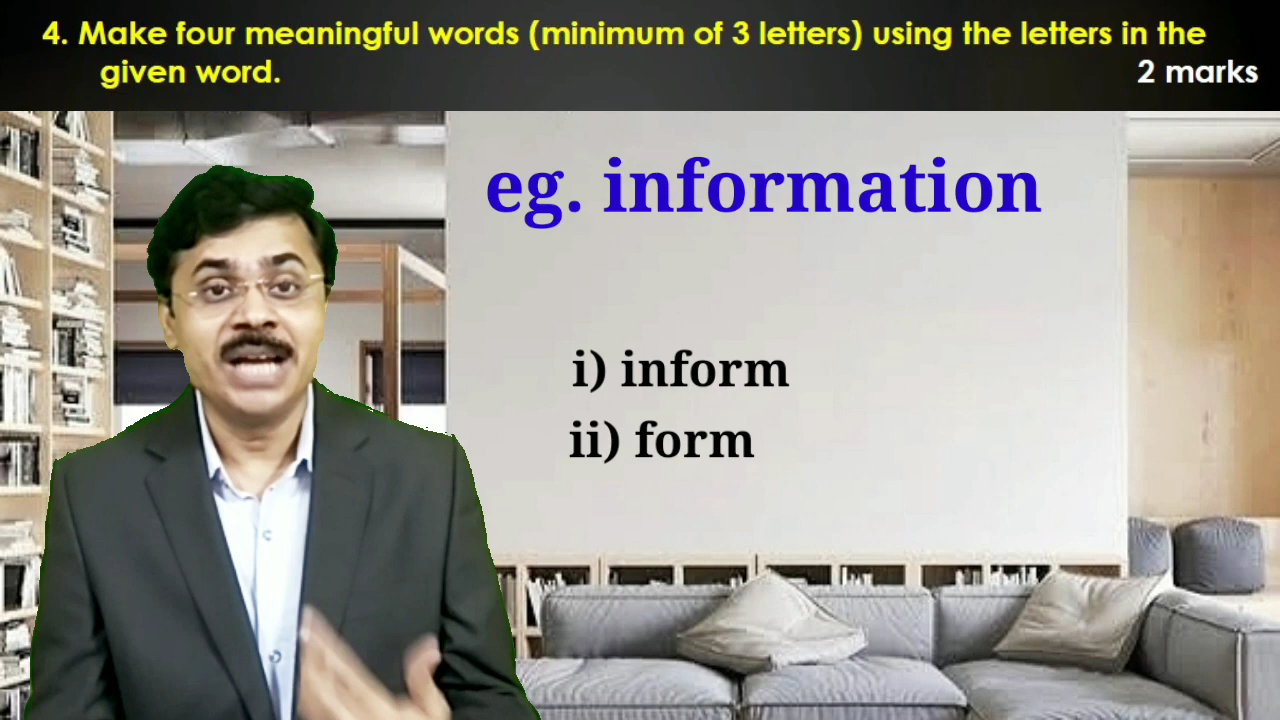 4. Make four meaningful words (minimum of 3 letters) using the letters in the
given word. 2 marks
eg. information
i) inform
ii) form